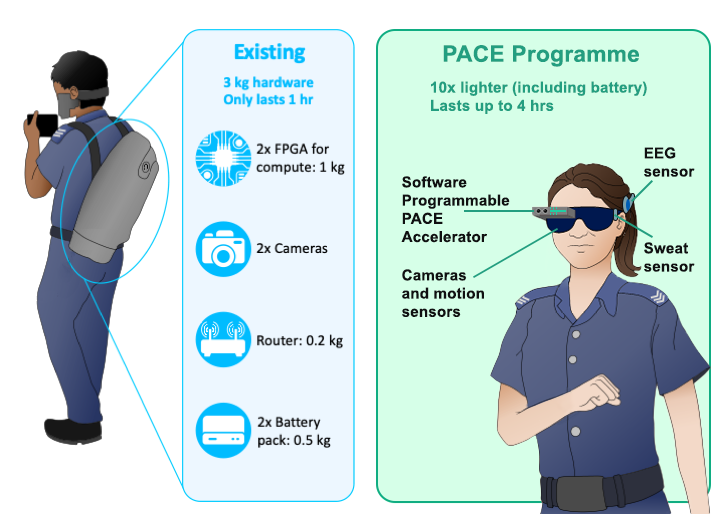 Existing
3 kg hardware
Only lasts 1 hr
2x FPGA for
compute: 1 kg
2x Cameras
Router: 0.2 kg
2x Battery
pack: 0.5 kg
PACE Programme
10x lighter (including battery)
Lasts up to 4 hrs
EEG
sensor
Software
Programmable
PACE
Accelerator
Sweat
sensor
Cameras
and motion
sensors